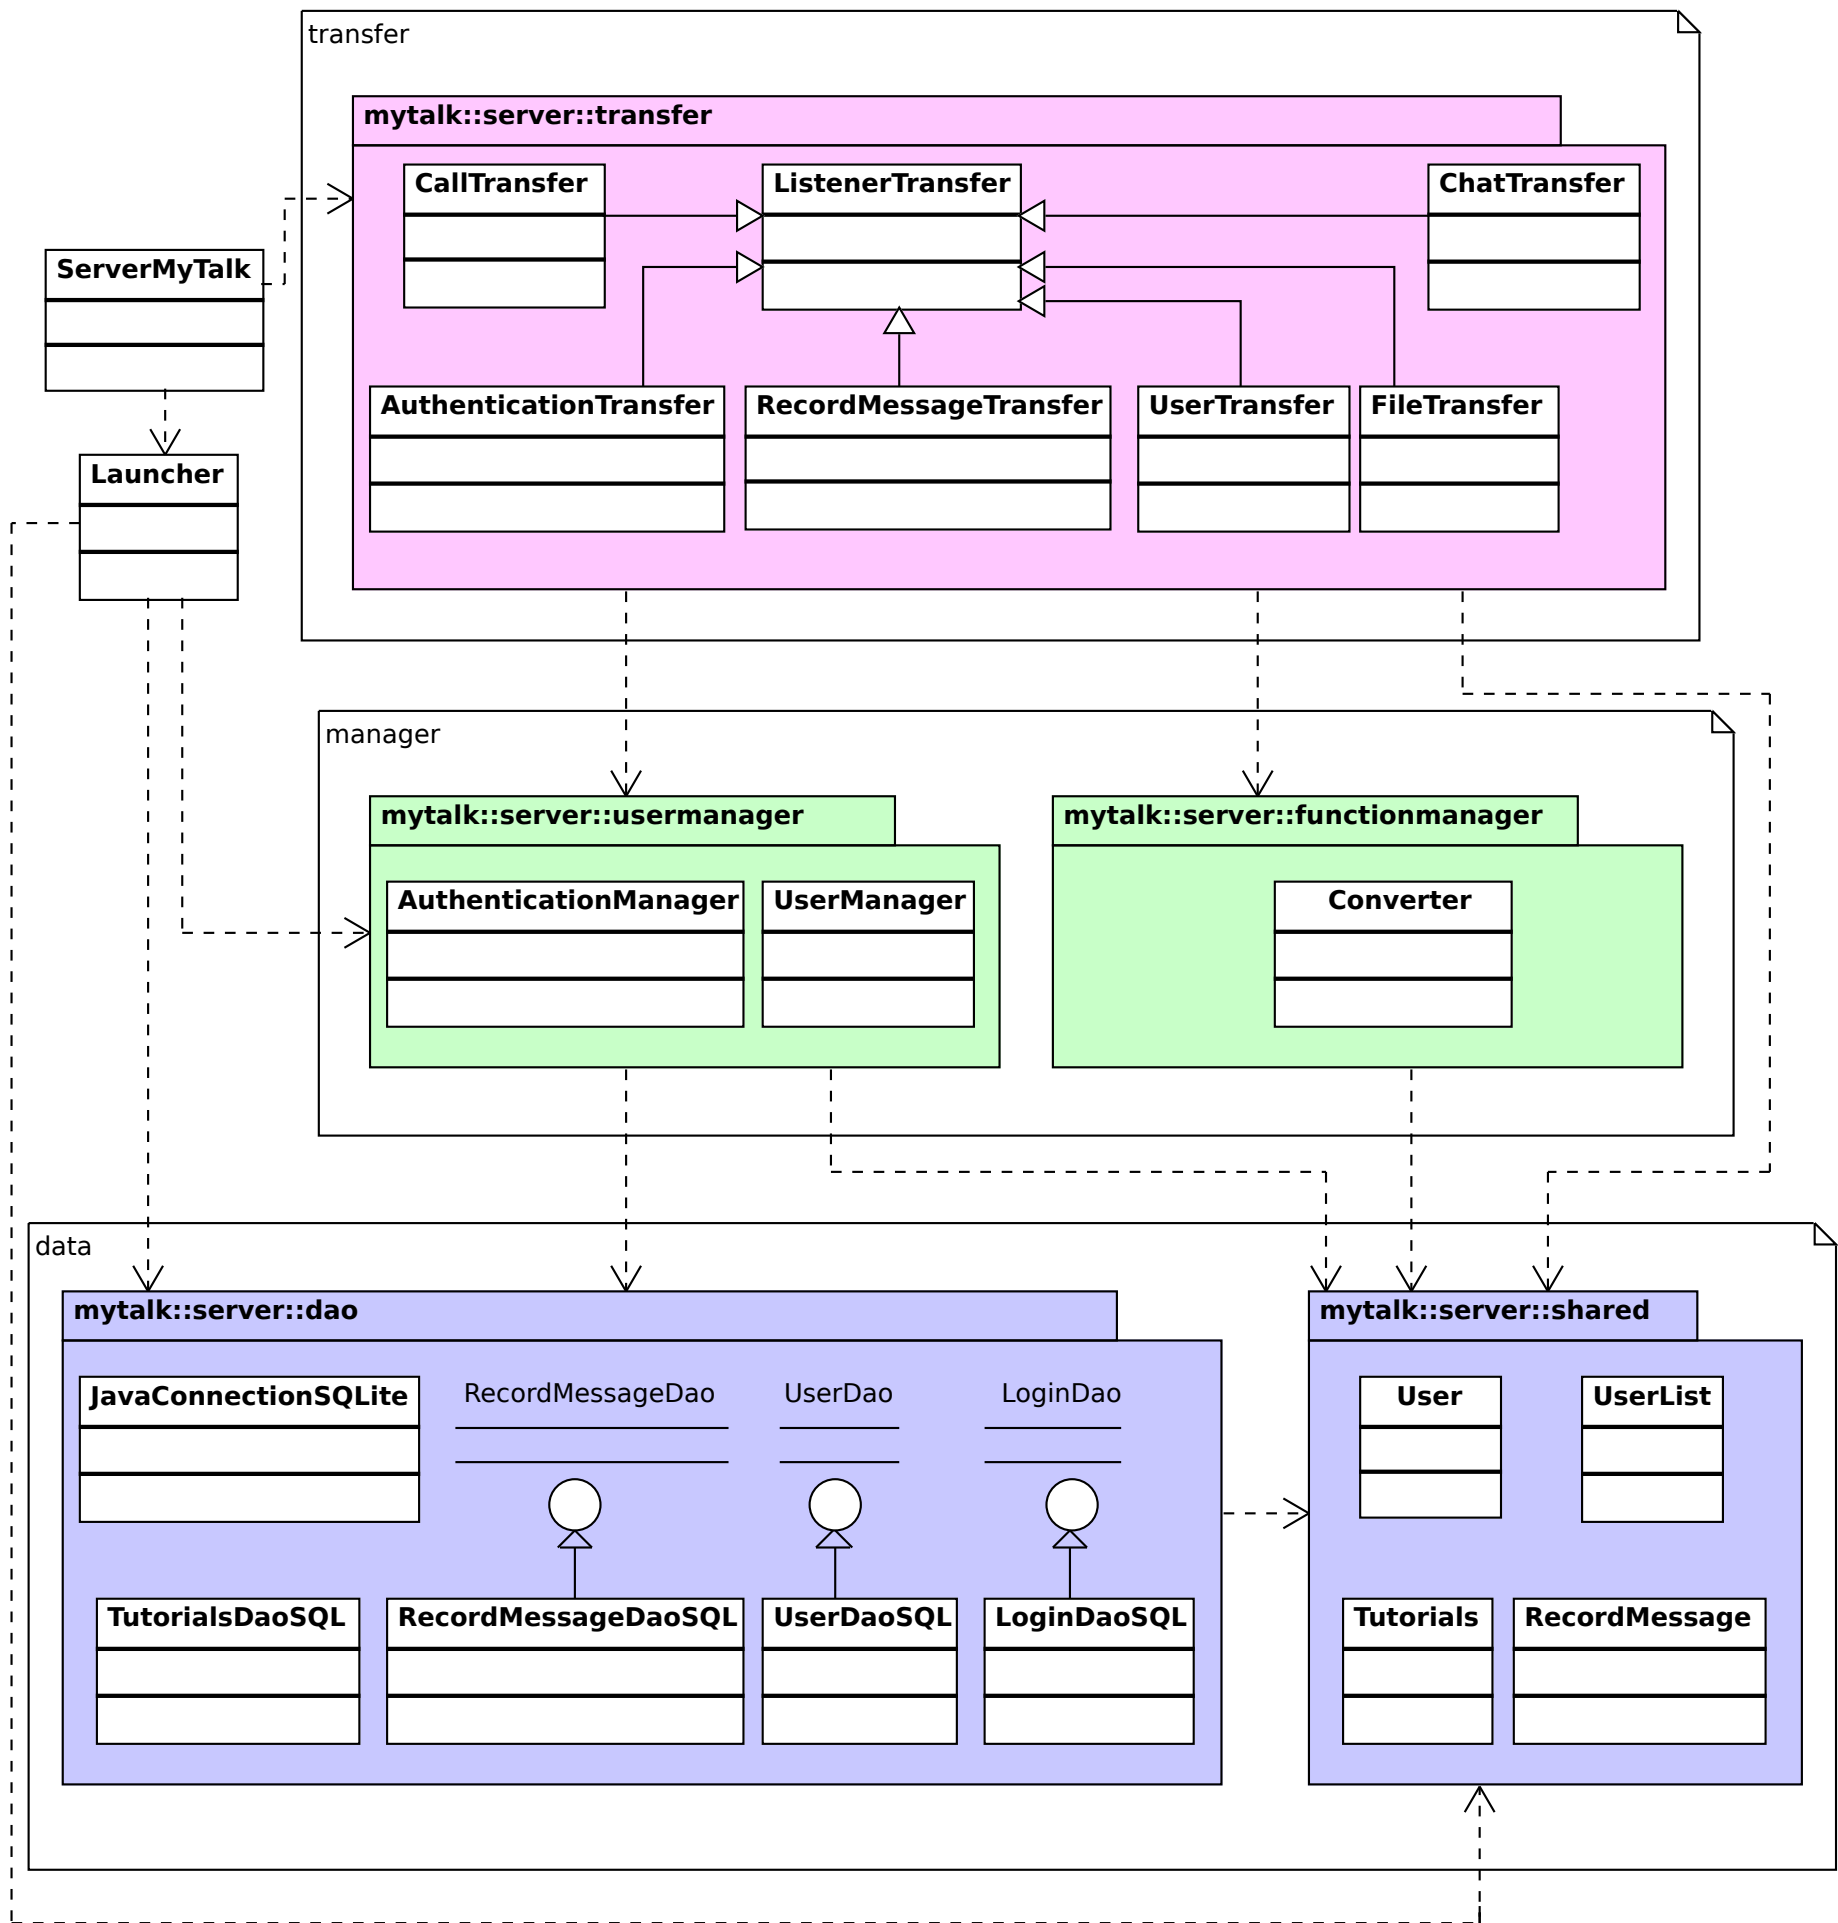 transfer
mytalk::server::transfer
CallTransfer
ListenerTransfer
ChatTransfer
ServerMyTalk
AuthenticationTransfer
RecordMessageTransfer
UserTransfer
FileTransfer
Launcher
manager
mytalk::server::usermanager
mytalk::server::functionmanager
AuthenticationManager
UserManager
Converter
data
mytalk::server::dao
mytalk::server::shared
JavaConnectionSQLite
RecordMessageDao
UserDao
LoginDao
User
UserList
TutorialsDaoSQL
RecordMessageDaoSQL
UserDaoSQL
LoginDaoSQL
Tutorials
RecordMessage